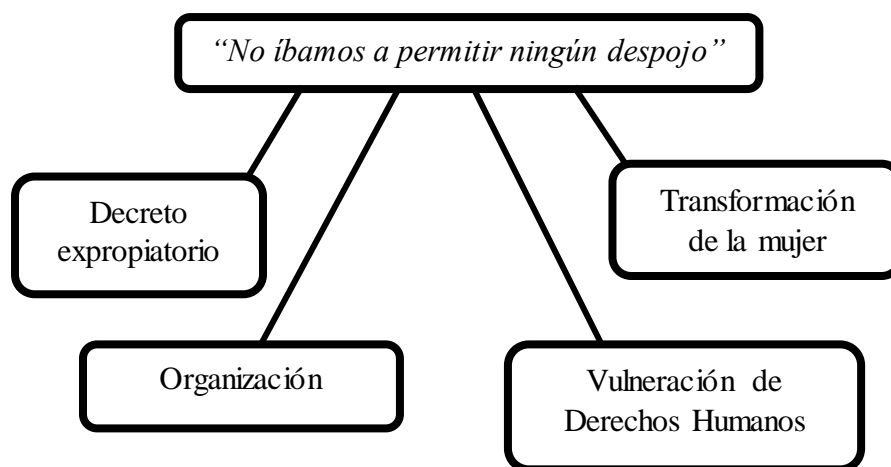 “No íbamos a permitir ningún despojo”
Decreto
expropiatorio
Transformación
de la mujer
Organización
Vulneración de
Derechos Humanos